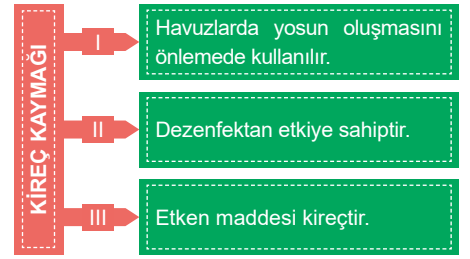 KİREÇ KAYMAĞI
I
Havuzlarda yosun oluşmasını
önlemede kullanılır.
II
Dezenfektan etkiye sahiptir.
III
Etken maddesi kireçtir.